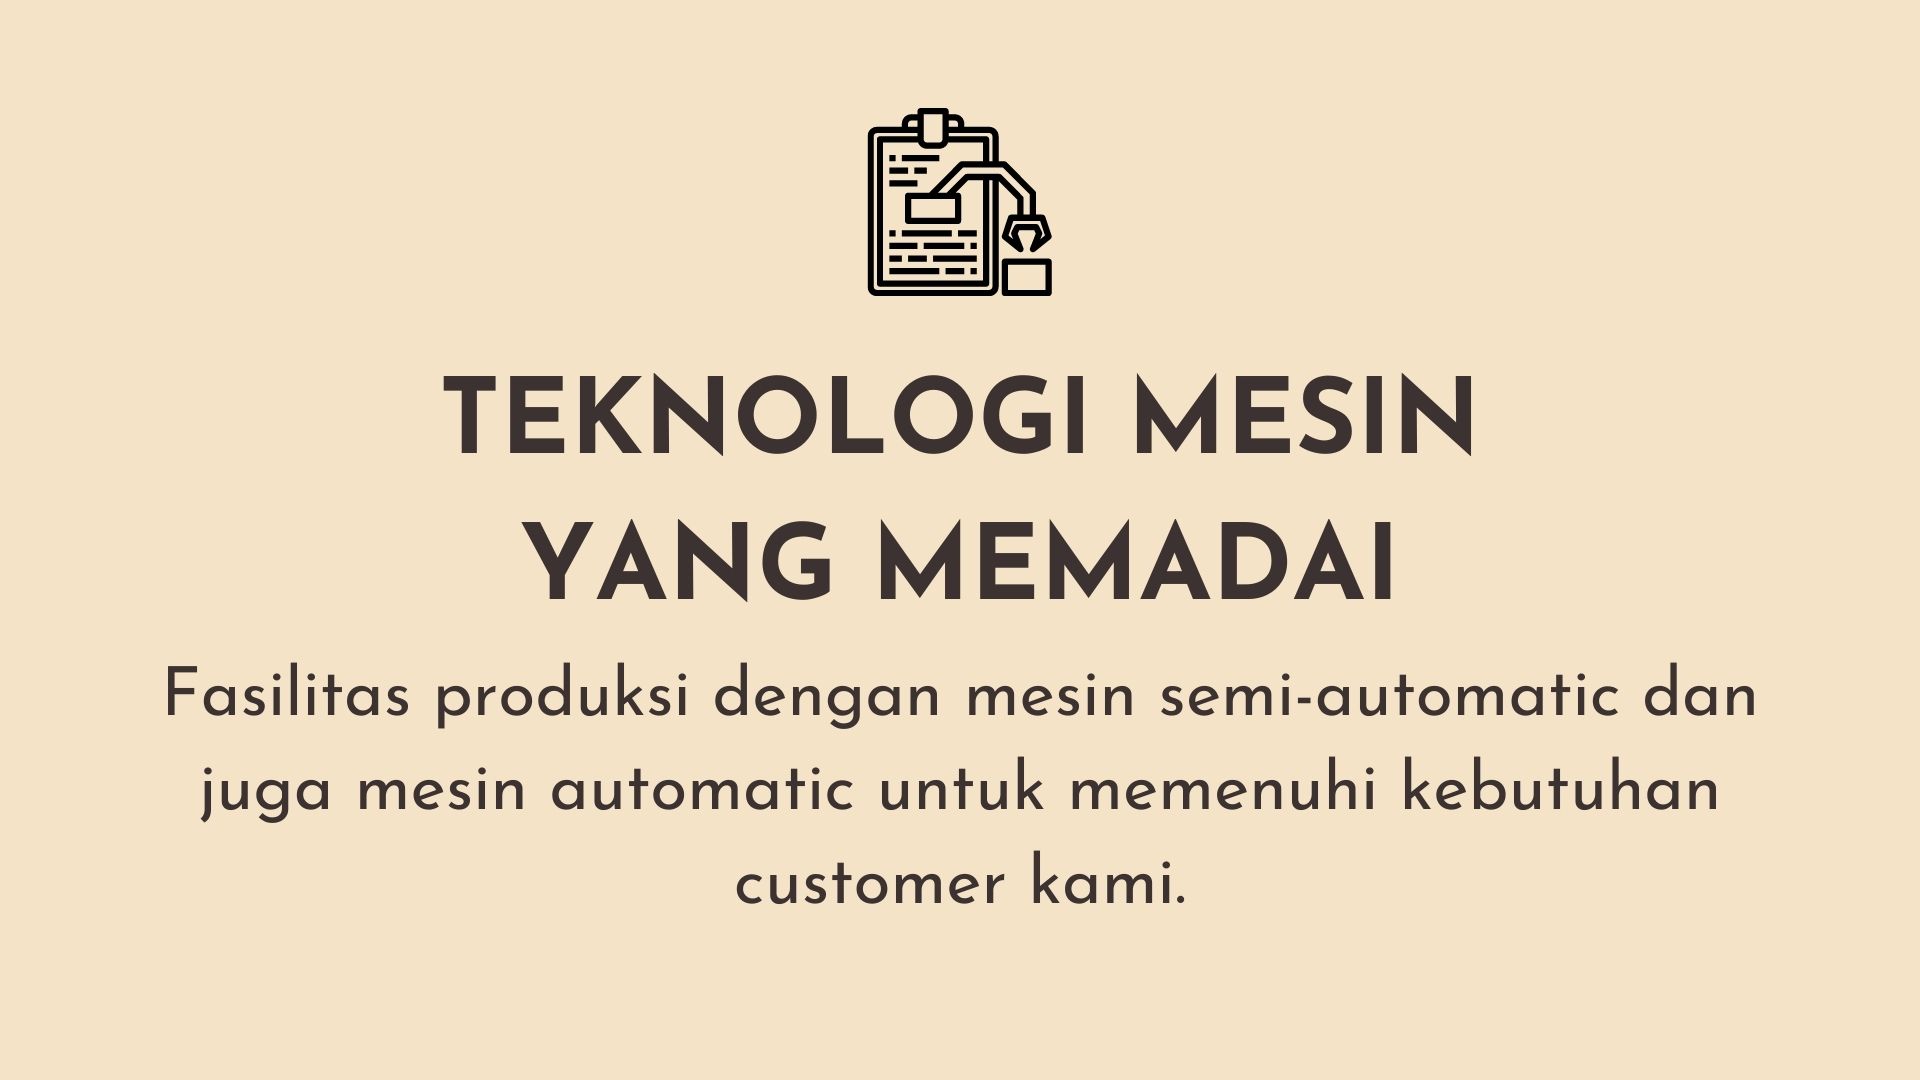 TEKNOLOGI MESIN
YANG MEMADAI
Fasilitas produksi dengan mesin semi-automatic dan
juga mesin automatic untuk memenuhi kebutuhan
customer kami.